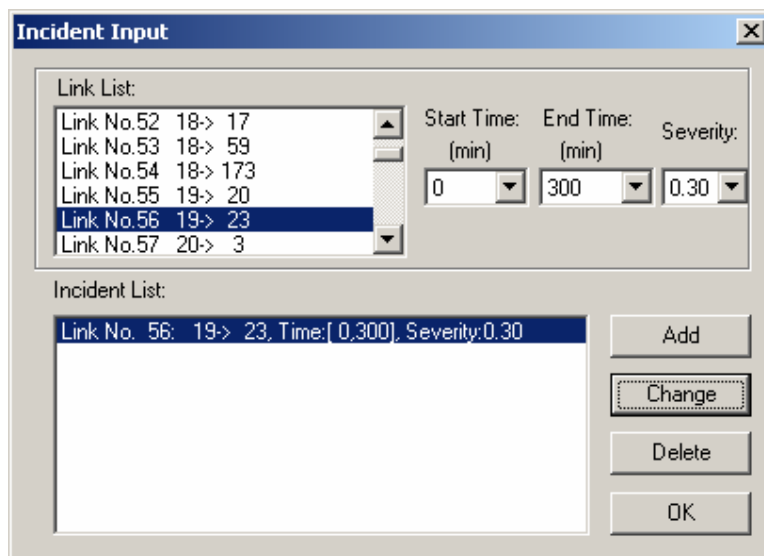 Incident Input
Link List:
Link No.52 18-> 17
Link No.53 18-> 59
Link No.54 18-> 173
Link No.55 19-> 20
Link No.56 19-> 23
Link No.57 20-> 3
Start Time: End Time: Severity:
(min) (min)
0 300 0.30
Incident List:
Link No. 56: 19-> 23, Time:[ 0,300], Severity:0.30
Add
Change
Delete
OK